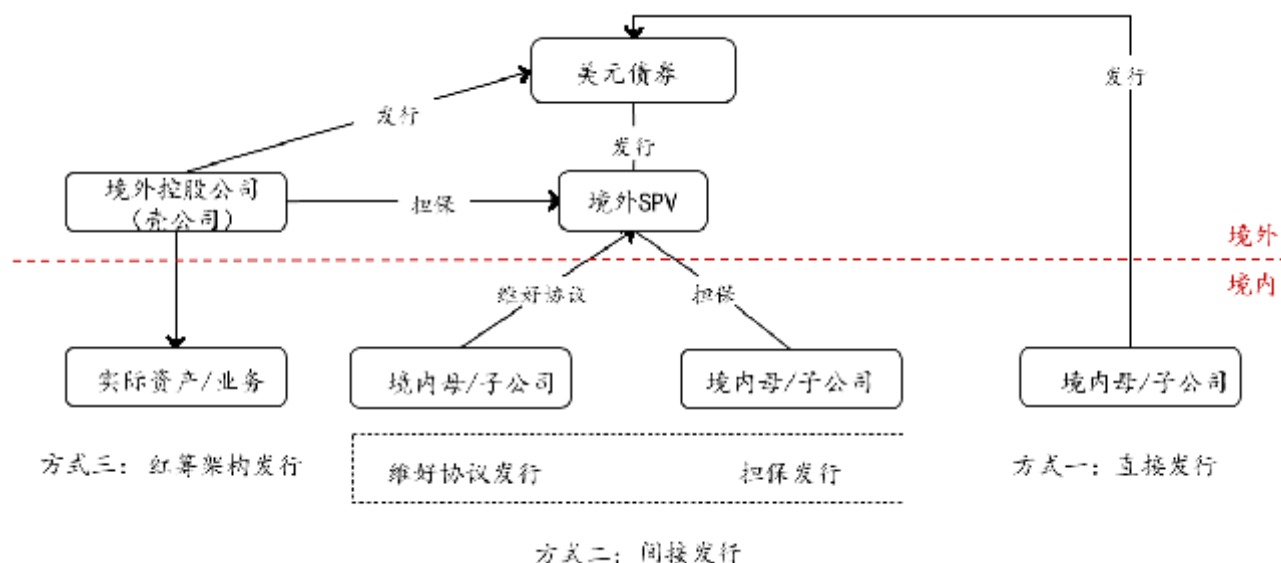 美元债券
发行
发行
发行
境外控股公司
(壳公司)
担保
境外SPV
境外
境内
维好协议
担保
实际资产/业务
境内母/子公司
境内母/子公司
境内母/子公司
方式三：红筹架构发行
维好协议发行
担保发行
方式一：直接发行
方式二：间接发行